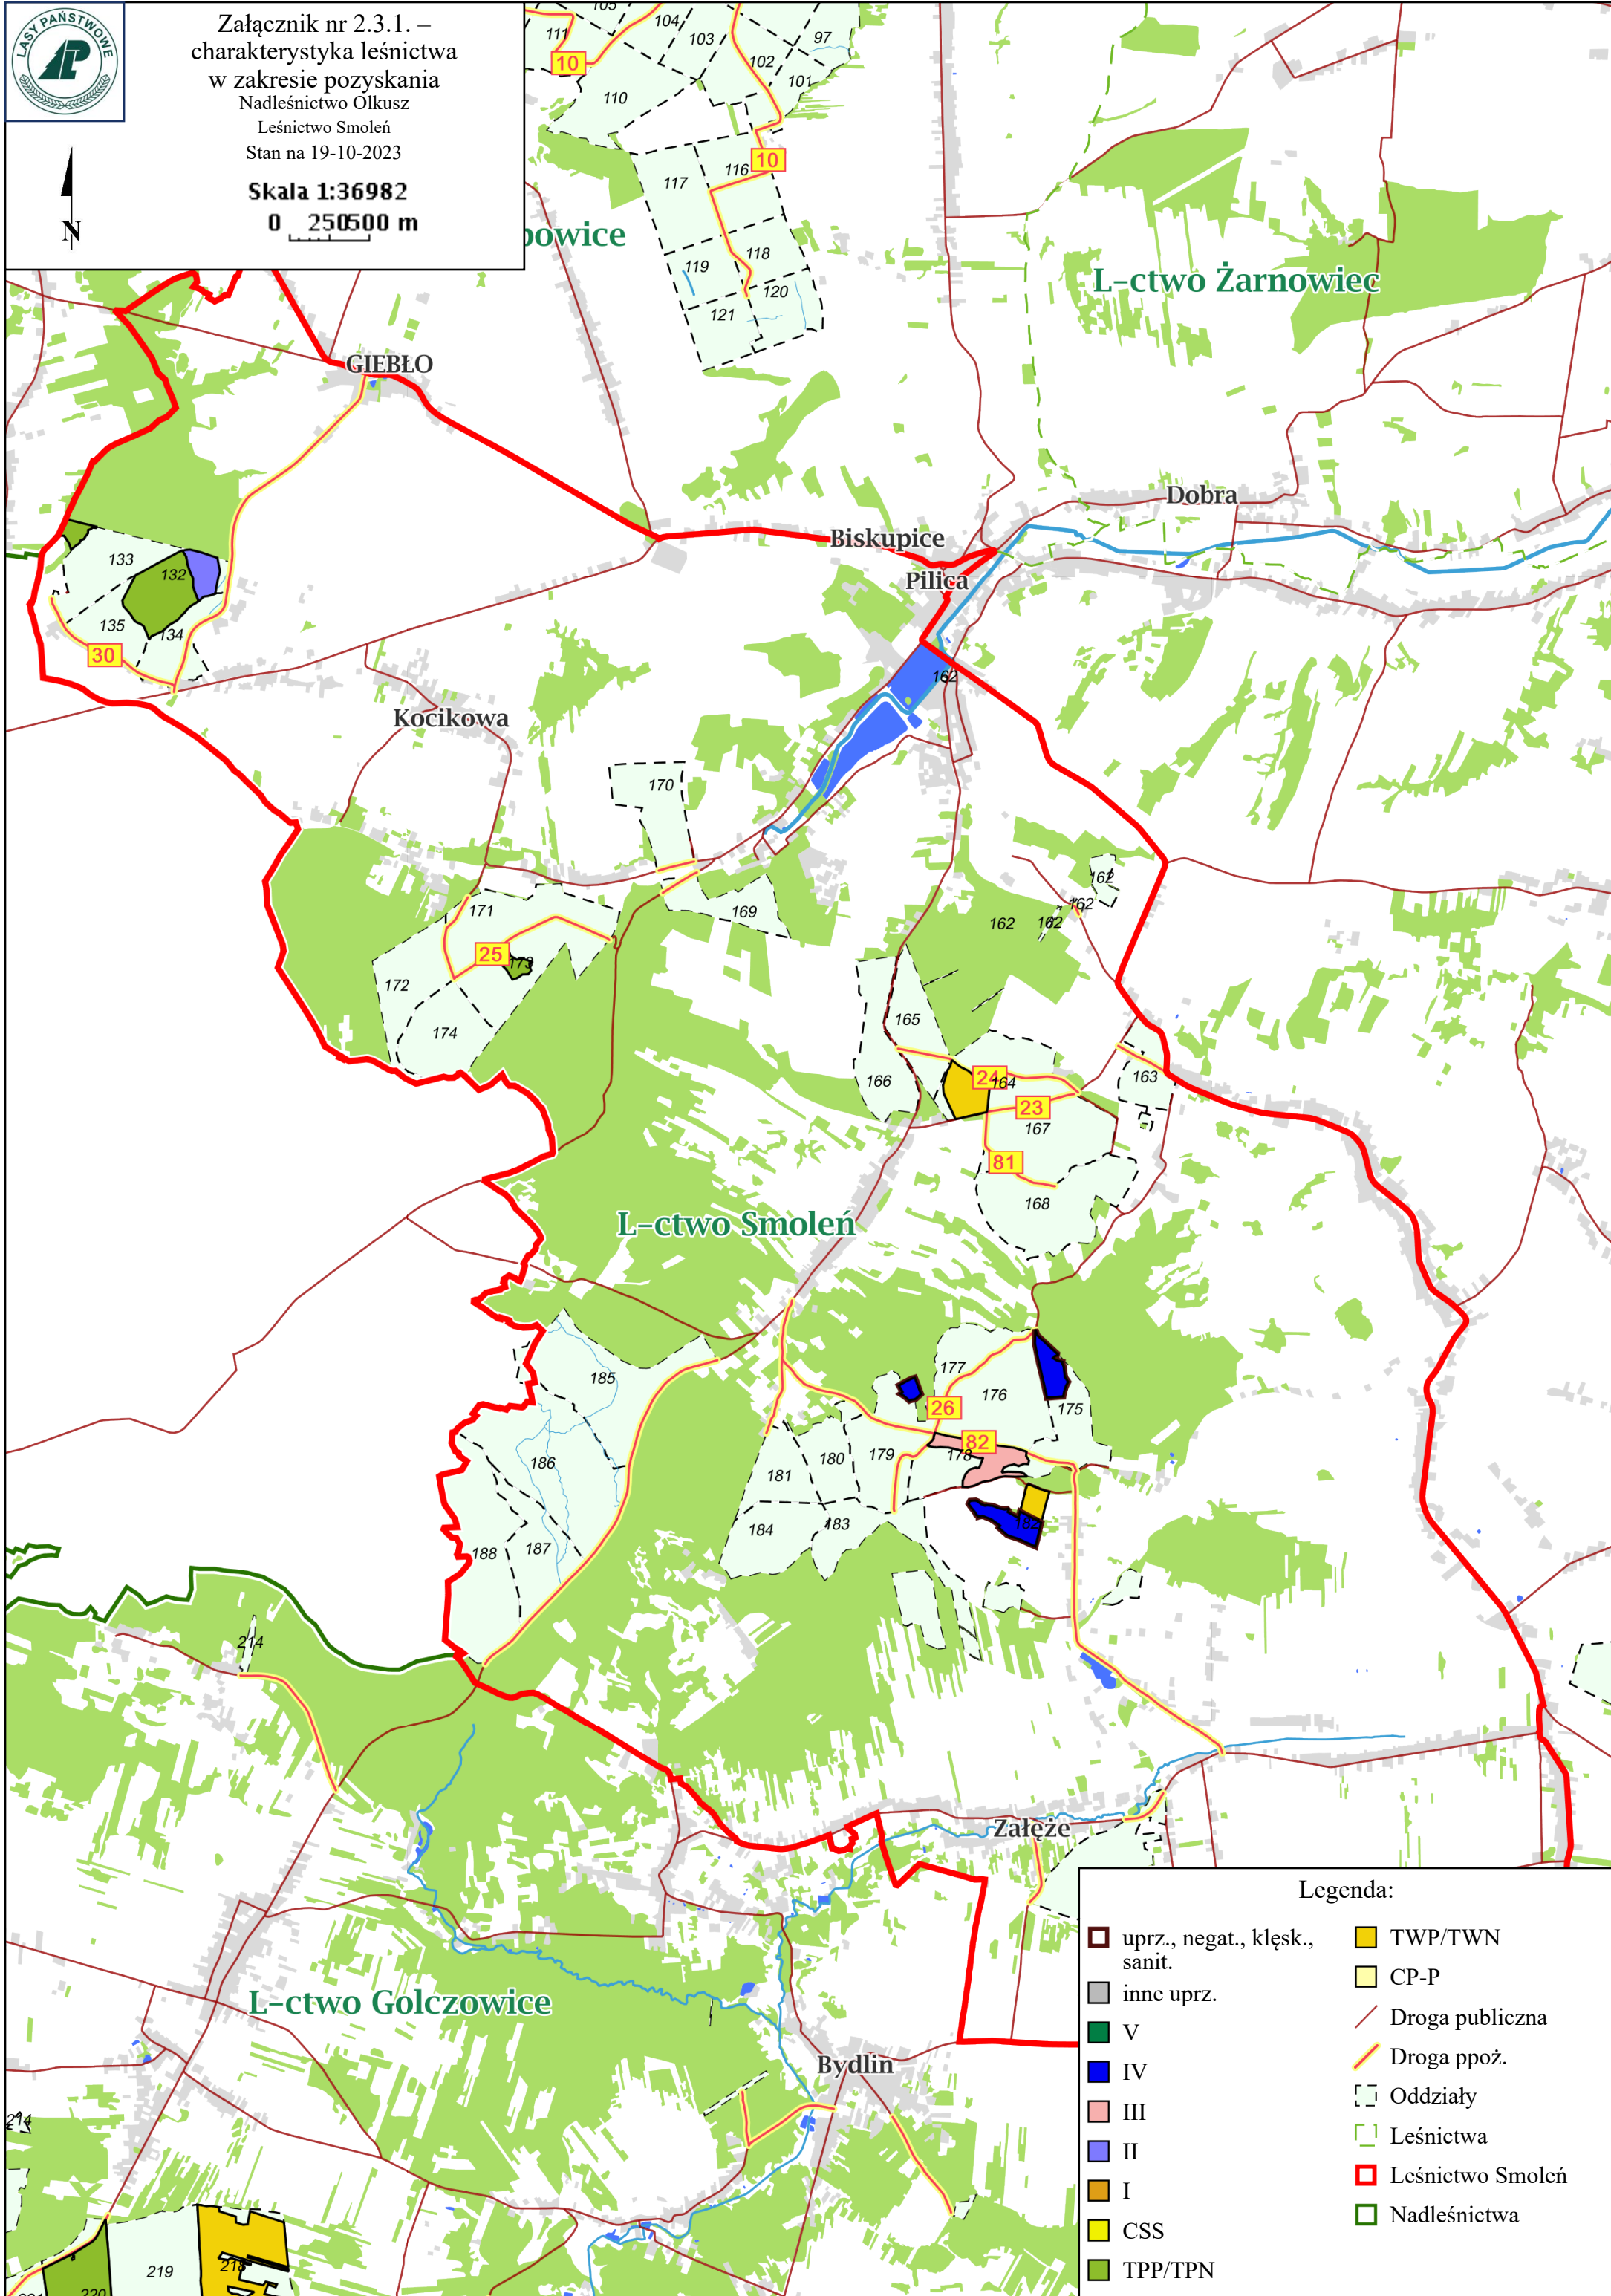 LASY PAŃSTWOWE
Załącznik nr 2.3.1. –
charakterystyka leśnictwa
w zakresie pozyskania
Nadleśnictwo Olkusz
Leśnictwo Smoleń
Stan na 19-10-2023
Skala 1:36982
0 250500 m
N
105
104
111
103
97
102
10
101
110
10
116
117
powice
118
119
L-ctwo Żarnowiec
120
121
GIEBŁO
Dobra
Biskupice
133
132
Pilica
135
134
30
162
Kocikowa
170
162
162
171
169
162
162
25
173
172
165
174
24
164
163
166
23
167
81
168
L-ctwo Smoleń
185
177
176
26
175
82
179
178
180
186
181
182
184
183
187
188
214
Załęże
L-ctwo Golczowice
Bydlin
214
219
218
220
Legenda:
uprz., negat., klęsk.,
sanit.
inne uprz.
V
IV
III
II
I
CSS
TPP/TPN
TWP/TWN
CP-P
Droga publiczna
Droga ppoż.
Oddziały
Leśnictwa
Leśnictwo Smoleń
Nadleśnictwa